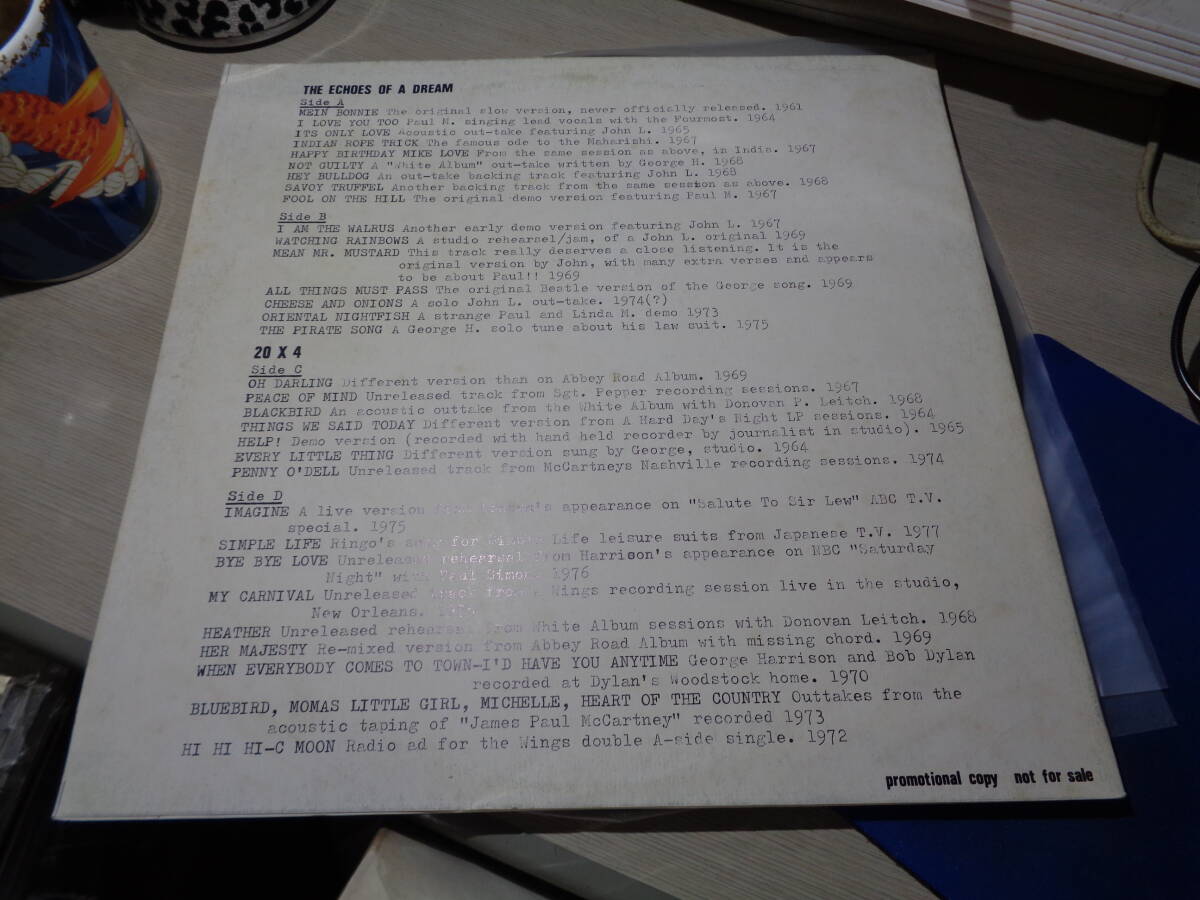 THE ECHOES OF A DREAM
Side A
MEIN BONNIE The original slow version, never officially released. 1961
I LOVE YOU TOO Paul M. singing lead vocals with the Fourmost. 1964
ITS ONLY LOVE Acoustic out-take featuring John L. 1965
INDIAN ROPE TRICK The famous ode to the Maharishi. 1967
HAPPY BIRTHDAY MIKE LOVE From the same session as above, in India. 1967
NOT GUILTY A "White Album" out-take written by George H. 1968
HEY BULLDOG An out-take backing track featuring John L. 1968
SAVOY TRUFFEL Another backing track from the same session as above. 1968
FOOL ON THE HILL The original demo version featuring Paul M. 1967
Side B
I AM THE WALRUS Another early demo version featuring John L. 1967
WATCHING RAINBOWS A studio rehearsel/jam, of a John L. original 1969
MEAN MR. MUSTARD This track really deserves a close listening. It is the
original version by John, with many extra verses and appears
to be about Paul!! 1969
ALL THINGS MUST PASS The original Beatle version of the George song. 1969
CHEESE AND ONIONS A solo John L. out-take. 1974(?)
ORIENTAL NIGHTFISH A strange Paul and Linda M. demo 1973
THE PIRATE SONG A George H. solo tune about his law suit. 1975
20 X 4
Side C
OH DARLING Different version than on Abbey Road Album. 1969
PEACE OF MIND Unreleased track from Sgt. Pepper recording sessions. 1967
BLACKBIRD An acoustic outtake from the White Album with Donovan P. Leitch. 1968
THINGS WE SAID TODAY Different version from A Hard Day's Night LP sessions. 1964
HELP! Demo version (recorded with hand held recorder by journalist in studio). 1965
EVERY LITTLE THING Different version sung by George, studio. 1964
PENNY O'DELL Unreleased track from McCartneys Nashville recording sessions. 1974
Side D
IMAGINE A live version from appearance on "Salute To Sir Lew" ABC T.V.
special. 1975
SIMPLE LIFE Ringo's song for Simple Life leisure suits from Japanese T.V. 1977
BYE BYE LOVE Unreleased rehearsal from Harrison's appearance on NBC "Saturday
Night" with Paul Simon. 1976
MY CARNIVAL Unreleased track from a Wings recording session live in the studio,
New Orleans.
HEATHER Unreleased rehearsal from White Album sessions with Donovan Leitch. 1968
HER MAJESTY Re-mixed version from Abbey Road Album with missing chord. 1969
WHEN EVERYBODY COMES TO TOWN-I'D HAVE YOU ANYTIME George Harrison and Bob Dylan
recorded at Dylan's Woodstock home. 1970
BLUEBIRD, MOMAS LITTLE GIRL, MICHELLE, HEART OF THE COUNTRY Outtakes from the
acoustic taping of "James Paul McCartney" recorded 1973
HI HI HI-C MOON Radio ad for the Wings double A-side single. 1972
promotional copy not for sale